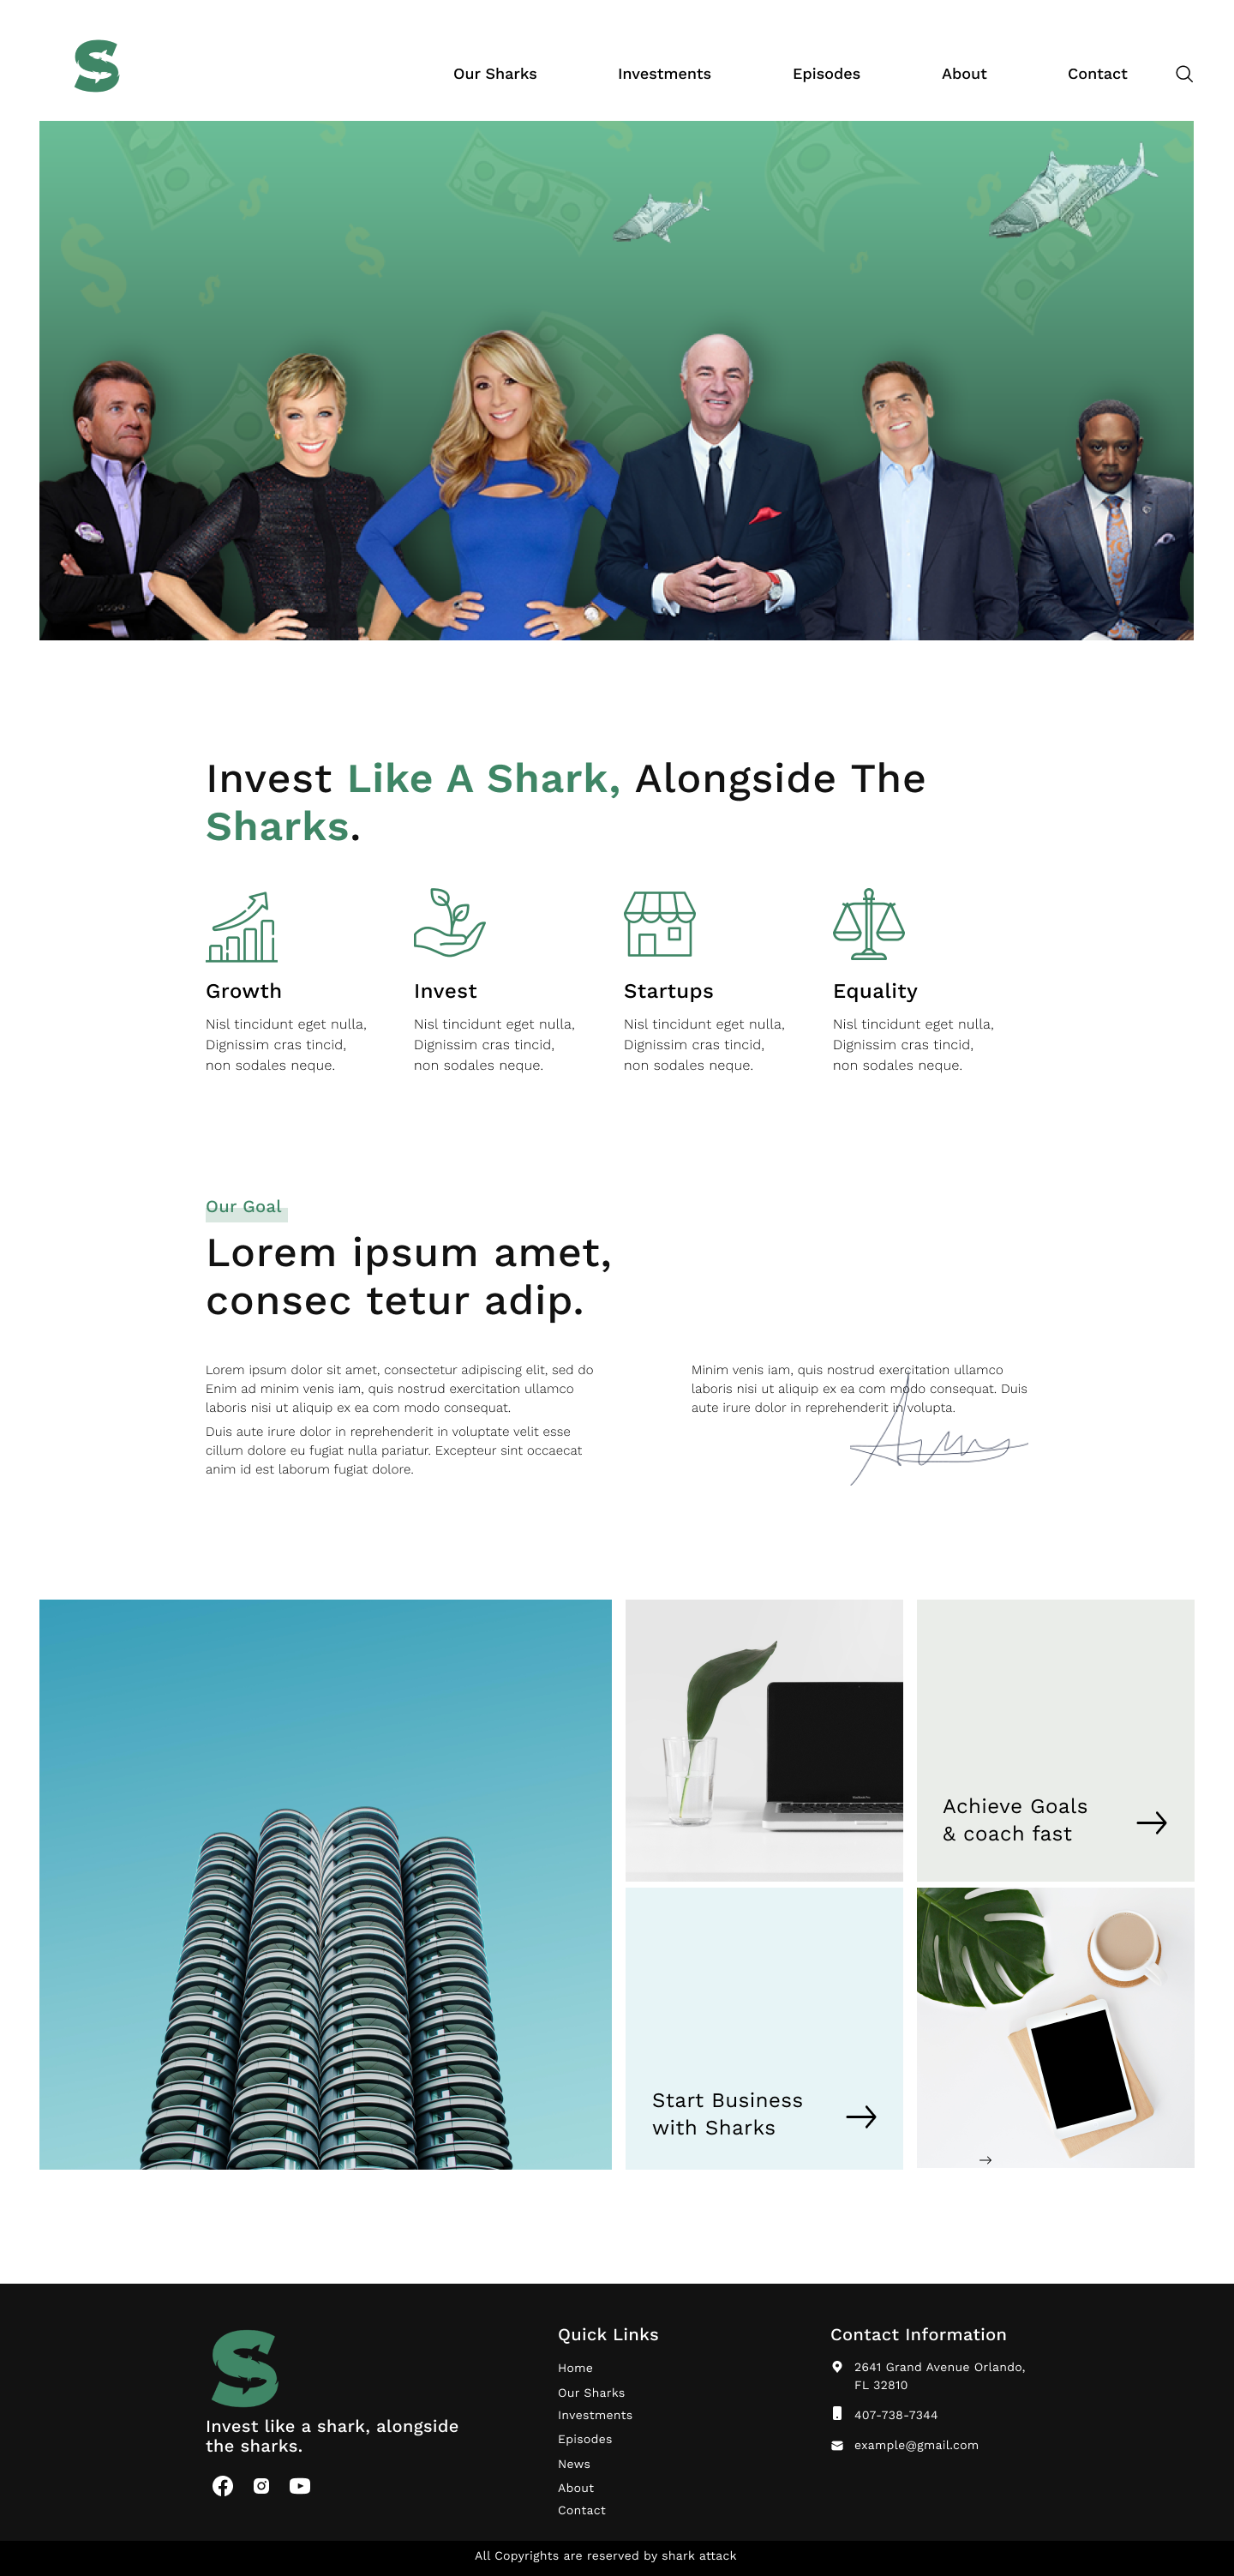 S
Our Sharks
Investments
Episodes
About
Contact
Invest Like A Shark, Alongside The
Sharks.
Growth
Nisl tincidunt eget nulla,
Dignissim cras tincid,
non sodales neque.
Invest
Nisl tincidunt eget nulla,
Dignissim cras tincid,
non sodales neque.
Startups
Nisl tincidunt eget nulla,
Dignissim cras tincid,
non sodales neque.
Equality
Nisl tincidunt eget nulla,
Dignissim cras tincid,
non sodales neque.
Our Goal
Lorem ipsum amet,
consec tetur adip.
Lorem ipsum dolor sit amet, consectetur adipiscing elit, sed do
Enim ad minim venis iam, quis nostrud exercitation ullamco
laboris nisi ut aliquip ex ea com modo consequat.
Duis aute irure dolor in reprehenderit in voluptate velit esse
cillum dolore eu fugiat nulla pariatur. Excepteur sint occaecat
anim id est laborum fugiat dolore.
Minim venis iam, quis nostrud exercitation ullamco
laboris nisi ut aliquip ex ea com modo consequat. Duis
aute irure dolor in reprehenderit in volupta.
Achieve Goals
& coach fast
Start Business
with Sharks
S
Invest like a shark, alongside
the sharks.
Quick Links
Home
Our Sharks
Investments
Episodes
News
About
Contact
Contact Information
2641 Grand Avenue Orlando,
FL 32810
407-738-7344
example@gmail.com
All Copyrights are reserved by shark attack